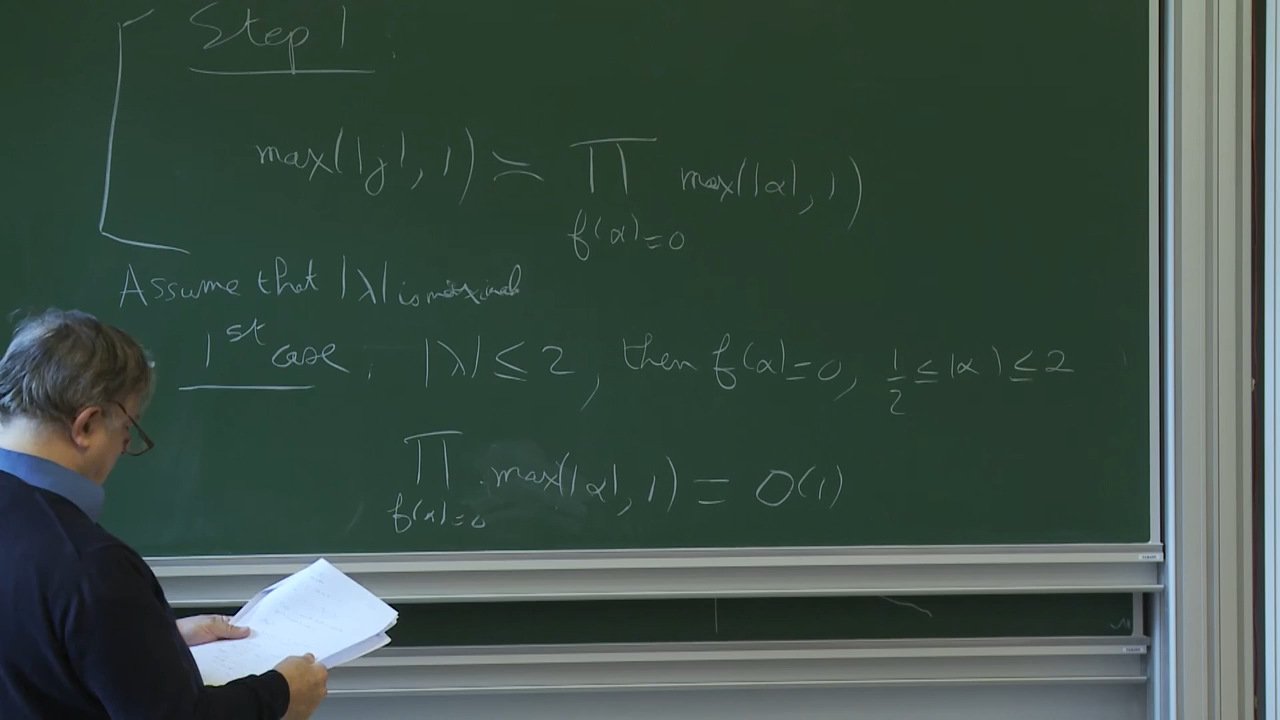 Step 1.
max(|j|, 1) ≍ ∏ max(|α|, 1)
f(α)=0
Assume that |λ| is maximal
1st case, |λ| ≤ 2, then f(α)=0, 1/2 ≤ |α| ≤ 2
∏ max(|α|, 1) = O(1)
f(α)=0